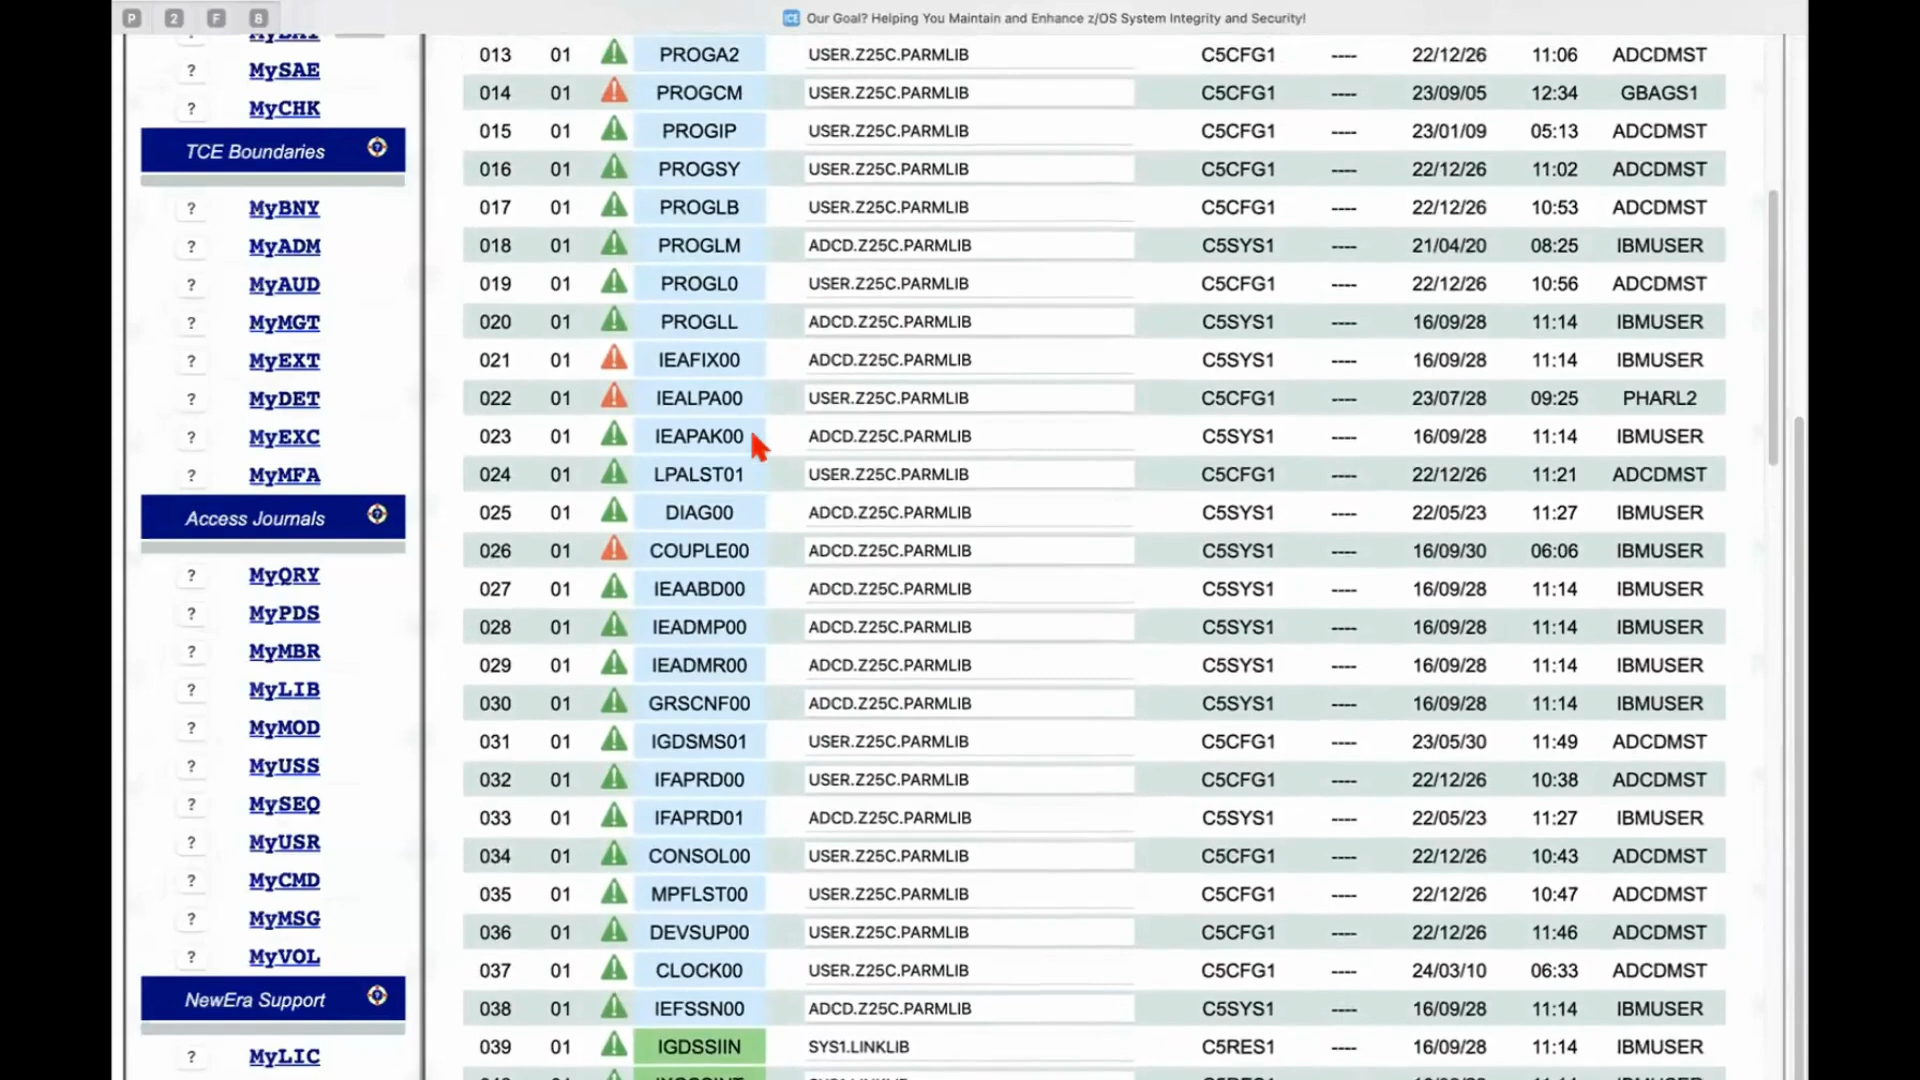 P 2 F 8 ICE Our Goal? Helping You Maintain and Enhance z/OS System Integrity and Security!
? MyBAT
? MySAE
? MyCHK
TCE Boundaries
? MyBNY
? MyADM
? MyAUD
? MyMGT
? MyEXT
? MyDET
? MyEXC
? MyMFA
Access Journals
? MyQRY
? MyPDS
? MyMBR
? MyLIB
? MyMOD
? MyUSS
? MySEQ
? MyUSR
? MyCMD
? MyMSG
? MyVOL
NewEra Support
? MyLIC
013 01 PROGA2 USER.Z25C.PARMLIB C5CFG1 ---- 22/12/26 11:06 ADCDMST
014 01 PROGCM USER.Z25C.PARMLIB C5CFG1 ---- 23/09/05 12:34 GBAGS1
015 01 PROGIP USER.Z25C.PARMLIB C5CFG1 ---- 23/01/09 05:13 ADCDMST
016 01 PROGSY USER.Z25C.PARMLIB C5CFG1 ---- 22/12/26 11:02 ADCDMST
017 01 PROGLB USER.Z25C.PARMLIB C5CFG1 ---- 22/12/26 10:53 ADCDMST
018 01 PROGLM ADCD.Z25C.PARMLIB C5SYS1 ---- 21/04/20 08:25 IBMUSER
019 01 PROGL0 USER.Z25C.PARMLIB C5CFG1 ---- 22/12/26 10:56 ADCDMST
020 01 PROGLL ADCD.Z25C.PARMLIB C5SYS1 ---- 16/09/28 11:14 IBMUSER
021 01 IEAFIX00 ADCD.Z25C.PARMLIB C5SYS1 ---- 16/09/28 11:14 IBMUSER
022 01 IEALPA00 USER.Z25C.PARMLIB C5CFG1 ---- 23/07/28 09:25 PHARL2
023 01 IEAPAK00 ADCD.Z25C.PARMLIB C5SYS1 ---- 16/09/28 11:14 IBMUSER
024 01 LPALST01 USER.Z25C.PARMLIB C5CFG1 ---- 22/12/26 11:21 ADCDMST
025 01 DIAG00 ADCD.Z25C.PARMLIB C5SYS1 ---- 22/05/23 11:27 IBMUSER
026 01 COUPLE00 ADCD.Z25C.PARMLIB C5SYS1 ---- 16/09/30 06:06 IBMUSER
027 01 IEAABD00 ADCD.Z25C.PARMLIB C5SYS1 ---- 16/09/28 11:14 IBMUSER
028 01 IEADMP00 ADCD.Z25C.PARMLIB C5SYS1 ---- 16/09/28 11:14 IBMUSER
029 01 IEADMR00 ADCD.Z25C.PARMLIB C5SYS1 ---- 16/09/28 11:14 IBMUSER
030 01 GRSCNF00 ADCD.Z25C.PARMLIB C5SYS1 ---- 16/09/28 11:14 IBMUSER
031 01 IGDSMS01 USER.Z25C.PARMLIB C5CFG1 ---- 23/05/30 11:49 ADCDMST
032 01 IFAPRD00 USER.Z25C.PARMLIB C5CFG1 ---- 22/12/26 10:38 ADCDMST
033 01 IFAPRD01 ADCD.Z25C.PARMLIB C5SYS1 ---- 22/05/23 11:27 IBMUSER
034 01 CONSOL00 USER.Z25C.PARMLIB C5CFG1 ---- 22/12/26 10:43 ADCDMST
035 01 MPFLST00 USER.Z25C.PARMLIB C5CFG1 ---- 22/12/26 10:47 ADCDMST
036 01 DEVSUP00 USER.Z25C.PARMLIB C5CFG1 ---- 22/12/26 11:46 ADCDMST
037 01 CLOCK00 USER.Z25C.PARMLIB C5CFG1 ---- 24/03/10 06:33 ADCDMST
038 01 IEFSSN00 ADCD.Z25C.PARMLIB C5SYS1 ---- 16/09/28 11:14 IBMUSER
039 01 IGDSSIIN SYS1.LINKLIB C5RES1 ---- 16/09/28 11:14 IBMUSER